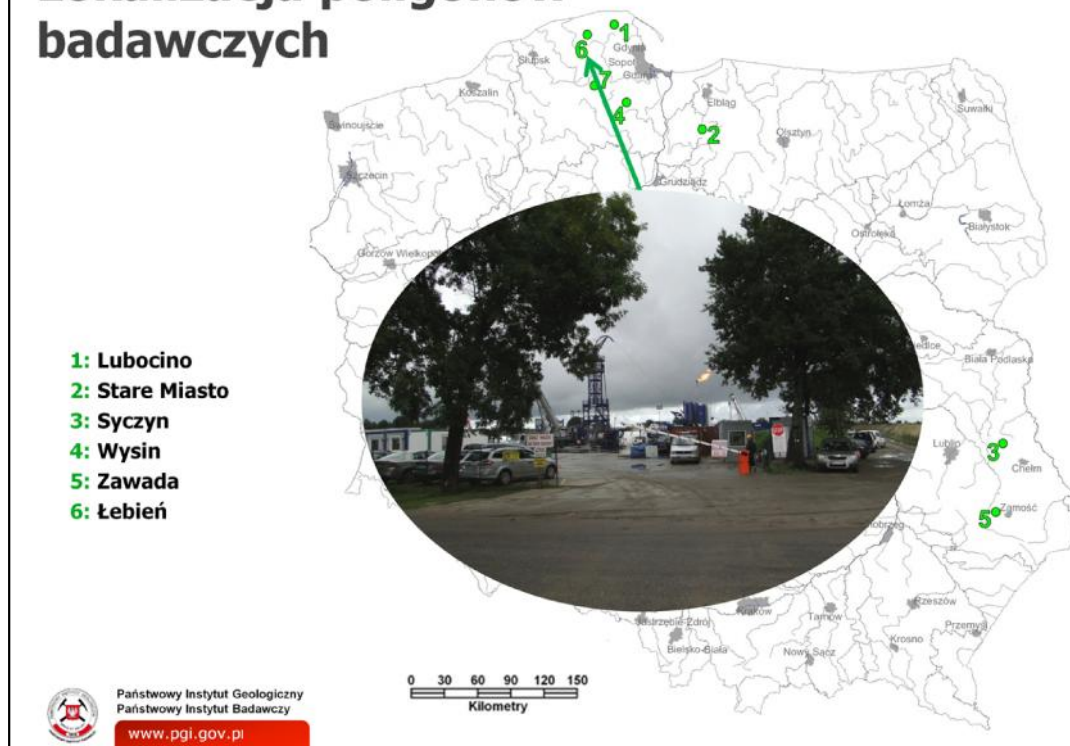 badawczych
1
Gdynia
6
Słupsk
Sopot
Gdańsk
7
Koszalin
4
Elbląg
Suwałki
Świnoujście
2
Olsztyn
Szczecin
Grudziądz
Łomża
Ostrołęka
Białystok
Gorzów Wielkopol
1: Lubocino
2: Stare Miasto
3: Syczyn
4: Wysin
5: Zawada
6: Łebień
Biała Podlaska
STOP
3
Chełm
5
Zamość
Kraków
Tarnów
Rzeszów
Przemyśl
Jastrzębie-Zdrój
Bielsko-Biała
Nowy Sącz
Krosno
0 30 60 90 120 150
Kilometry
Państwowy Instytut Geologiczny
Państwowy Instytut Badawczy
www.pgi.gov.pl